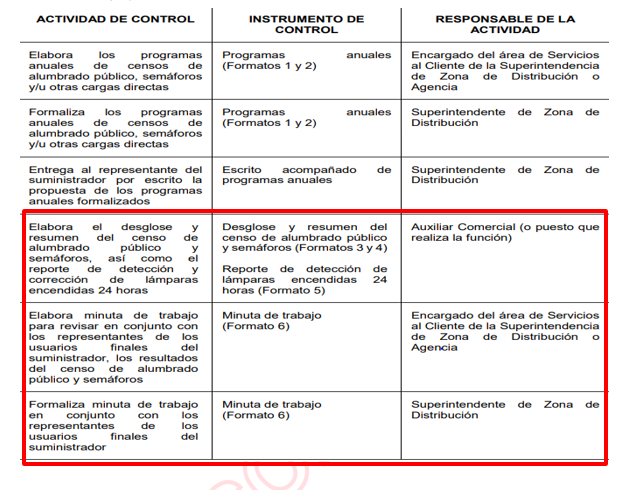 ACTIVIDAD DE CONTROL
INSTRUMENTO DE
CONTROL
RESPONSABLE DE LA
ACTIVIDAD
Elabora los programas
anuales de censos de
alumbrado público, semáforos
y/u otras cargas directas
Programas anuales
(Formatos 1 y 2)
Encargado del área de Servicios
al Cliente de la Superintendencia
de Zona de Distribución o
Agencia
Formaliza los programas
anuales de censos de
alumbrado público, semáforos
y/u otras cargas directas
Programas anuales
(Formatos 1 y 2)
Superintendente de Zona de
Distribución
Entrega al representante del
suministrador por escrito la
propuesta de los programas
anuales formalizados
Escrito acompañado de
programas anuales
Superintendente de Zona de
Distribución
Elabora el desglose y
resumen del censo de
alumbrado público y
semáforos, así como el
reporte de detección y
corrección de lámparas
encendidas 24 horas
Desglose y resumen del
censo de alumbrado público
y semáforos (Formatos 3 y 4)
Reporte de detección de
lámparas encendidas 24
horas (Formato 5)
Auxiliar Comercial (o puesto que
realiza la función)
Elabora minuta de trabajo
para revisar en conjunto con
los representantes de los
usuarios finales del
suministrador, los resultados
del censo de alumbrado
público y semáforos
Minuta de trabajo
(Formato 6)
Encargado del área de Servicios
al Cliente de la Superintendencia
de Zona de Distribución o
Agencia
Formaliza minuta de trabajo
en conjunto con los
representantes de los
usuarios finales del
suministrador
Minuta de trabajo
(Formato 6)
Superintendente de Zona de
Distribución